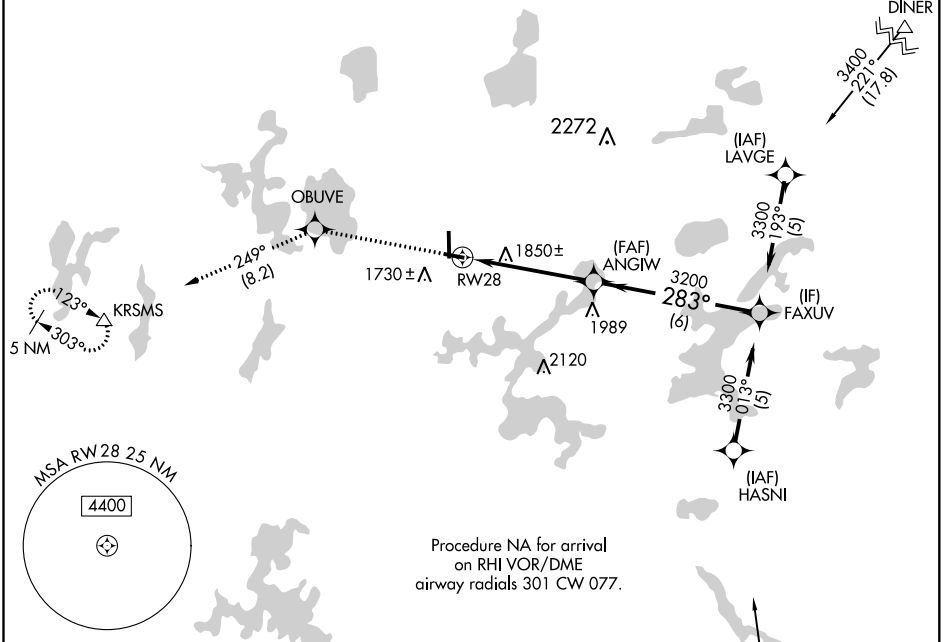 DINER
3400
221°
(17.8)
2272
(IAF)
LAVGE
3300
193°
(5)
OBUVE
249°
(8.2)
1730 ±
RW28
1850 ±
(FAF)
ANGIW
3200
283°
(6)
(IF)
FAXUV
123°
KRSMS
303°
5 NM
1989
2120
3300
013°
(5)
(IAF)
HASNI
MSA RW28 25 NM
4400
Procedure NA for arrival
on RHI VOR/DME
airway radials 301 CW 077.